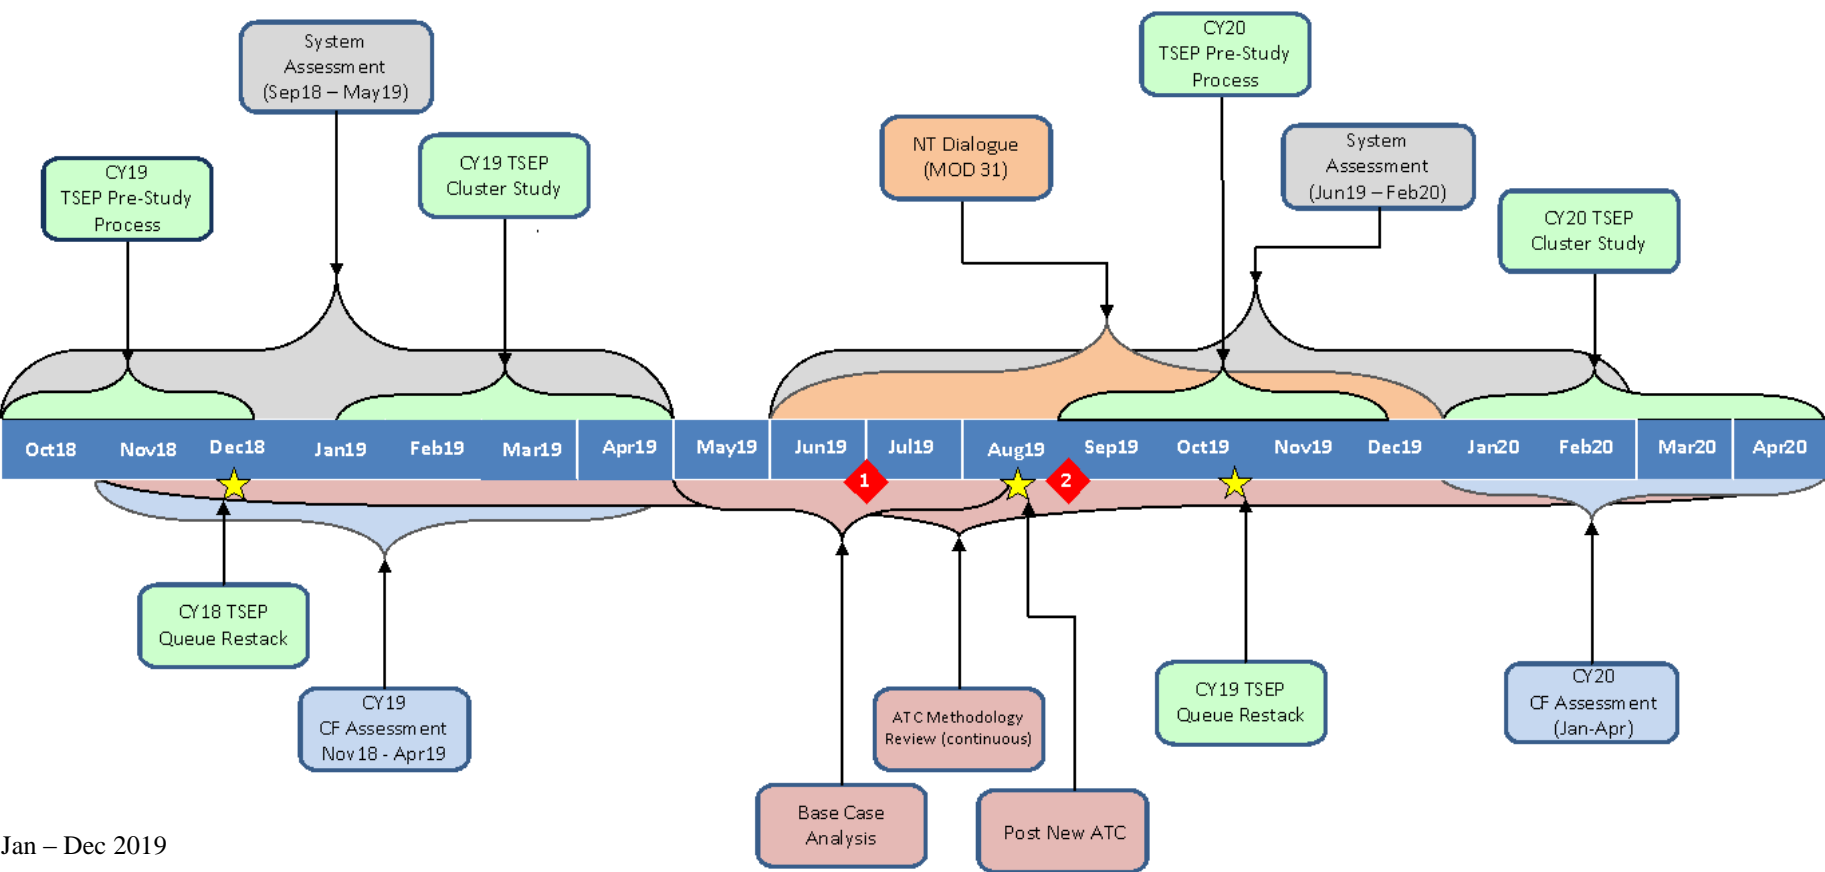 System
Assessment
(Sep18 – May19)
CY20
TSEP Pre-Study
Process
NT Dialogue
(MOD 31)
System
Assessment
(Jun19 – Feb20)
CY19 TSEP
Cluster Study
CY19
TSEP Pre-Study
Process
CY20 TSEP
Cluster Study
Oct18 Nov18 Dec18 Jan19 Feb19 Mar19 Apr19 May19 Jun19 Jul19 Aug19 Sep19 Oct19 Nov19 Dec19 Jan20 Feb20 Mar20 Apr20
1 2
CY18 TSEP
Queue Restack
CY19
CF Assessment
Nov18 - Apr19
ATC Methodology
Review (continuous)
CY19 TSEP
Queue Restack
CY20
CF Assessment
(Jan-Apr)
Base Case
Analysis
Post New ATC
Jan – Dec 2019